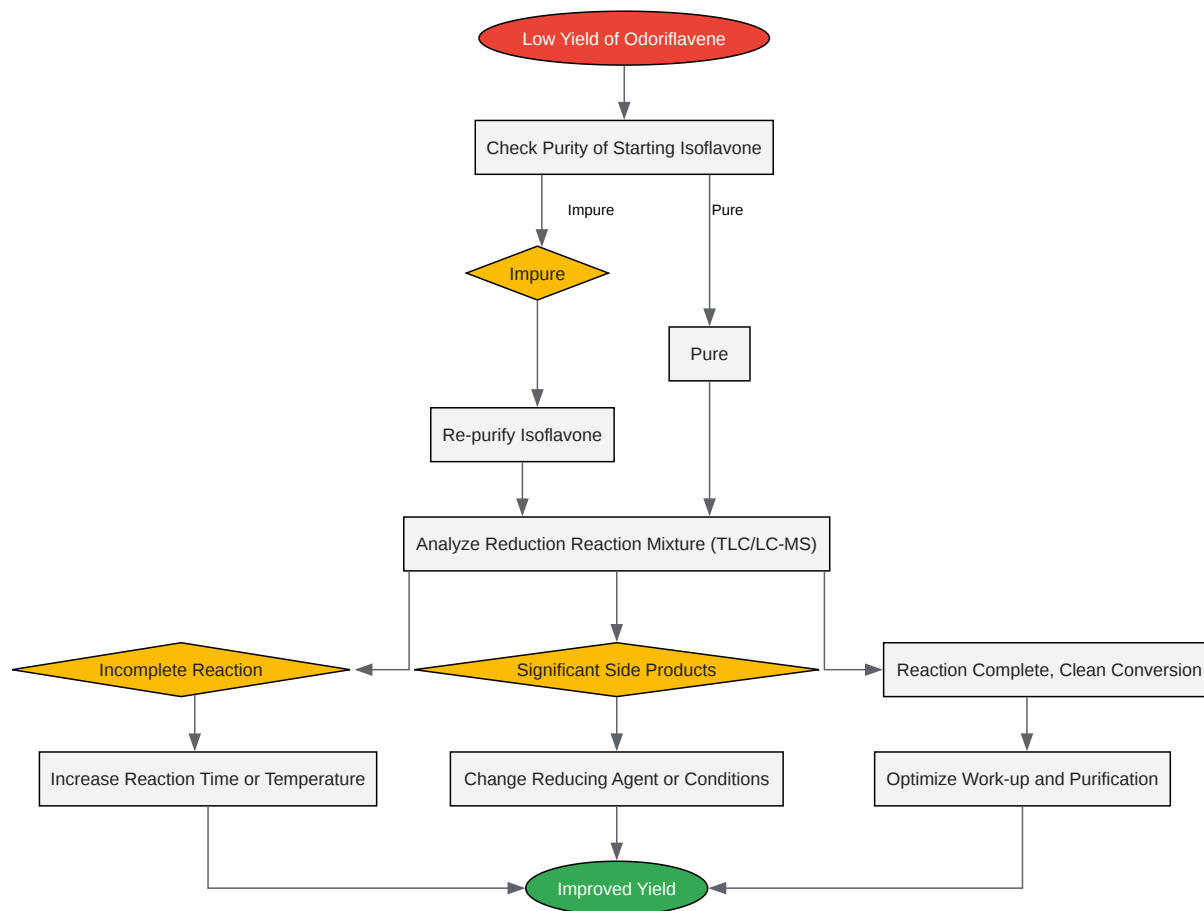 Low Yield of Odoriflavene
Check Purity of Starting Isoflavone
Impure
Pure
Impure
Pure
Re-purify Isoflavone
Analyze Reduction Reaction Mixture (TLC/LC-MS)
Incomplete Reaction
Significant Side Products
Reaction Complete, Clean Conversion
Increase Reaction Time or Temperature
Change Reducing Agent or Conditions
Optimize Work-up and Purification
Improved Yield